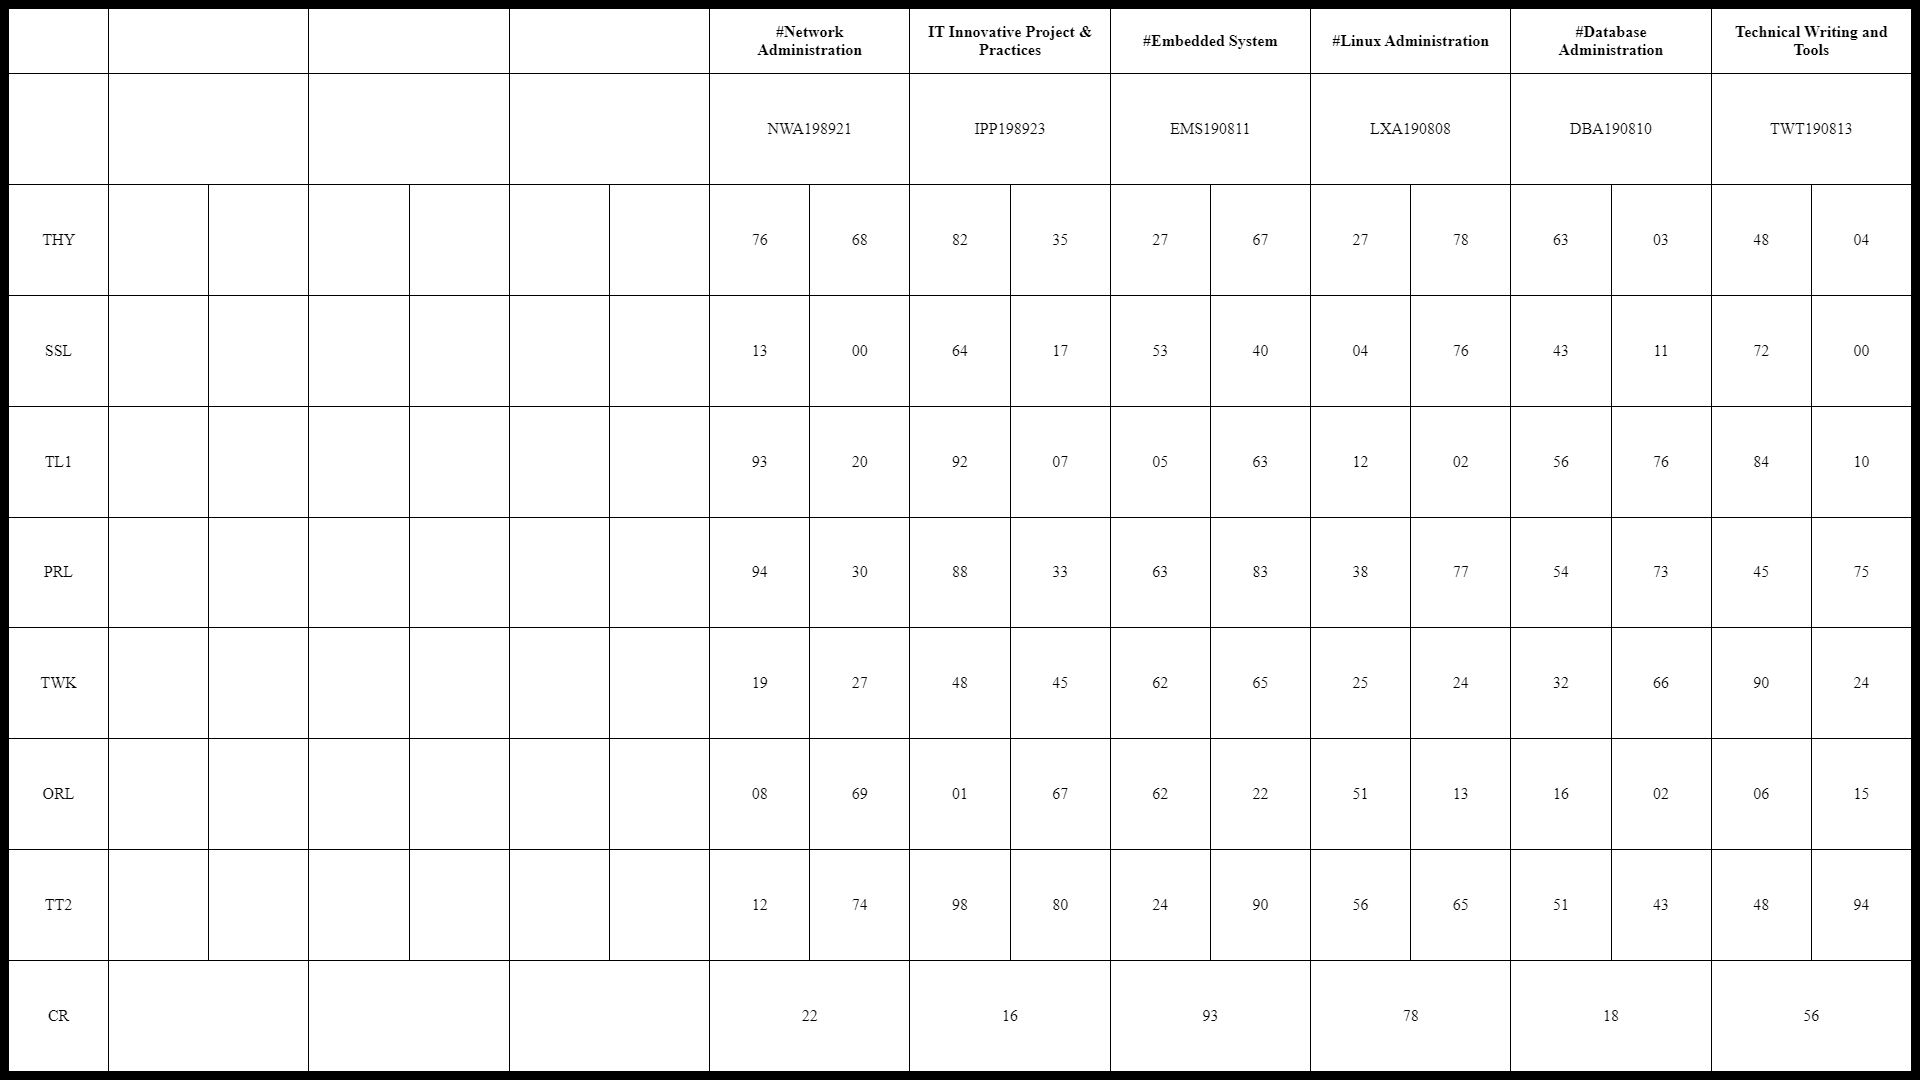 #Network Administration IT Innovative Project & Practices #Embedded System #Linux Administration #Database Administration Technical Writing and Tools
NWA198921 IPP198923 EMS190811 LXA190808 DBA190810 TWT190813
THY 76 68 82 35 27 67 27 78 63 03 48 04
SSL 13 00 64 17 53 40 04 76 43 11 72 00
TL1 93 20 92 07 05 63 12 02 56 76 84 10
PRL 94 30 88 33 63 83 38 77 54 73 45 75
TWK 19 27 48 45 62 65 25 24 32 66 90 24
ORL 08 69 01 67 62 22 51 13 16 02 06 15
TT2 12 74 98 80 24 90 56 65 51 43 48 94
CR 22 16 93 78 18 56